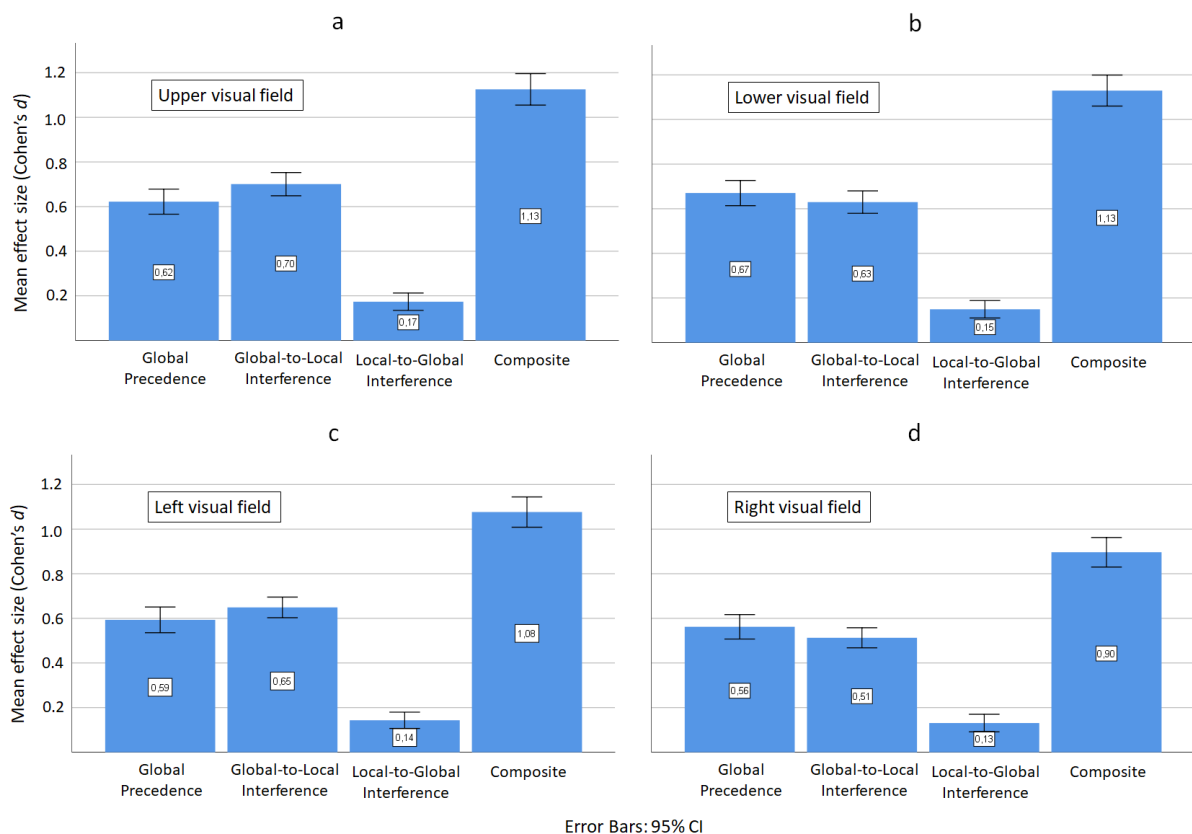 a
Mean effect size (Cohen's d)
1.2
1.0
0.8
0.6
0.4
0.2
Upper visual field
0,62
0,70
0,17
1,13
Global
Precedence
Global-to-Local
Interference
Local-to-Global
Interference
Composite
b
Lower visual field
0,67
0,63
0,15
1,13
Global
Precedence
Global-to-Local
Interference
Local-to-Global
Interference
Composite
c
Mean effect size (Cohen's d)
1.2
1.0
0.8
0.6
0.4
0.2
Left visual field
0,59
0,65
0,14
1,08
Global
Precedence
Global-to-Local
Interference
Local-to-Global
Interference
Composite
d
Right visual field
0,56
0,51
0,13
0,90
Global
Precedence
Global-to-Local
Interference
Local-to-Global
Interference
Composite
Error Bars: 95% CI